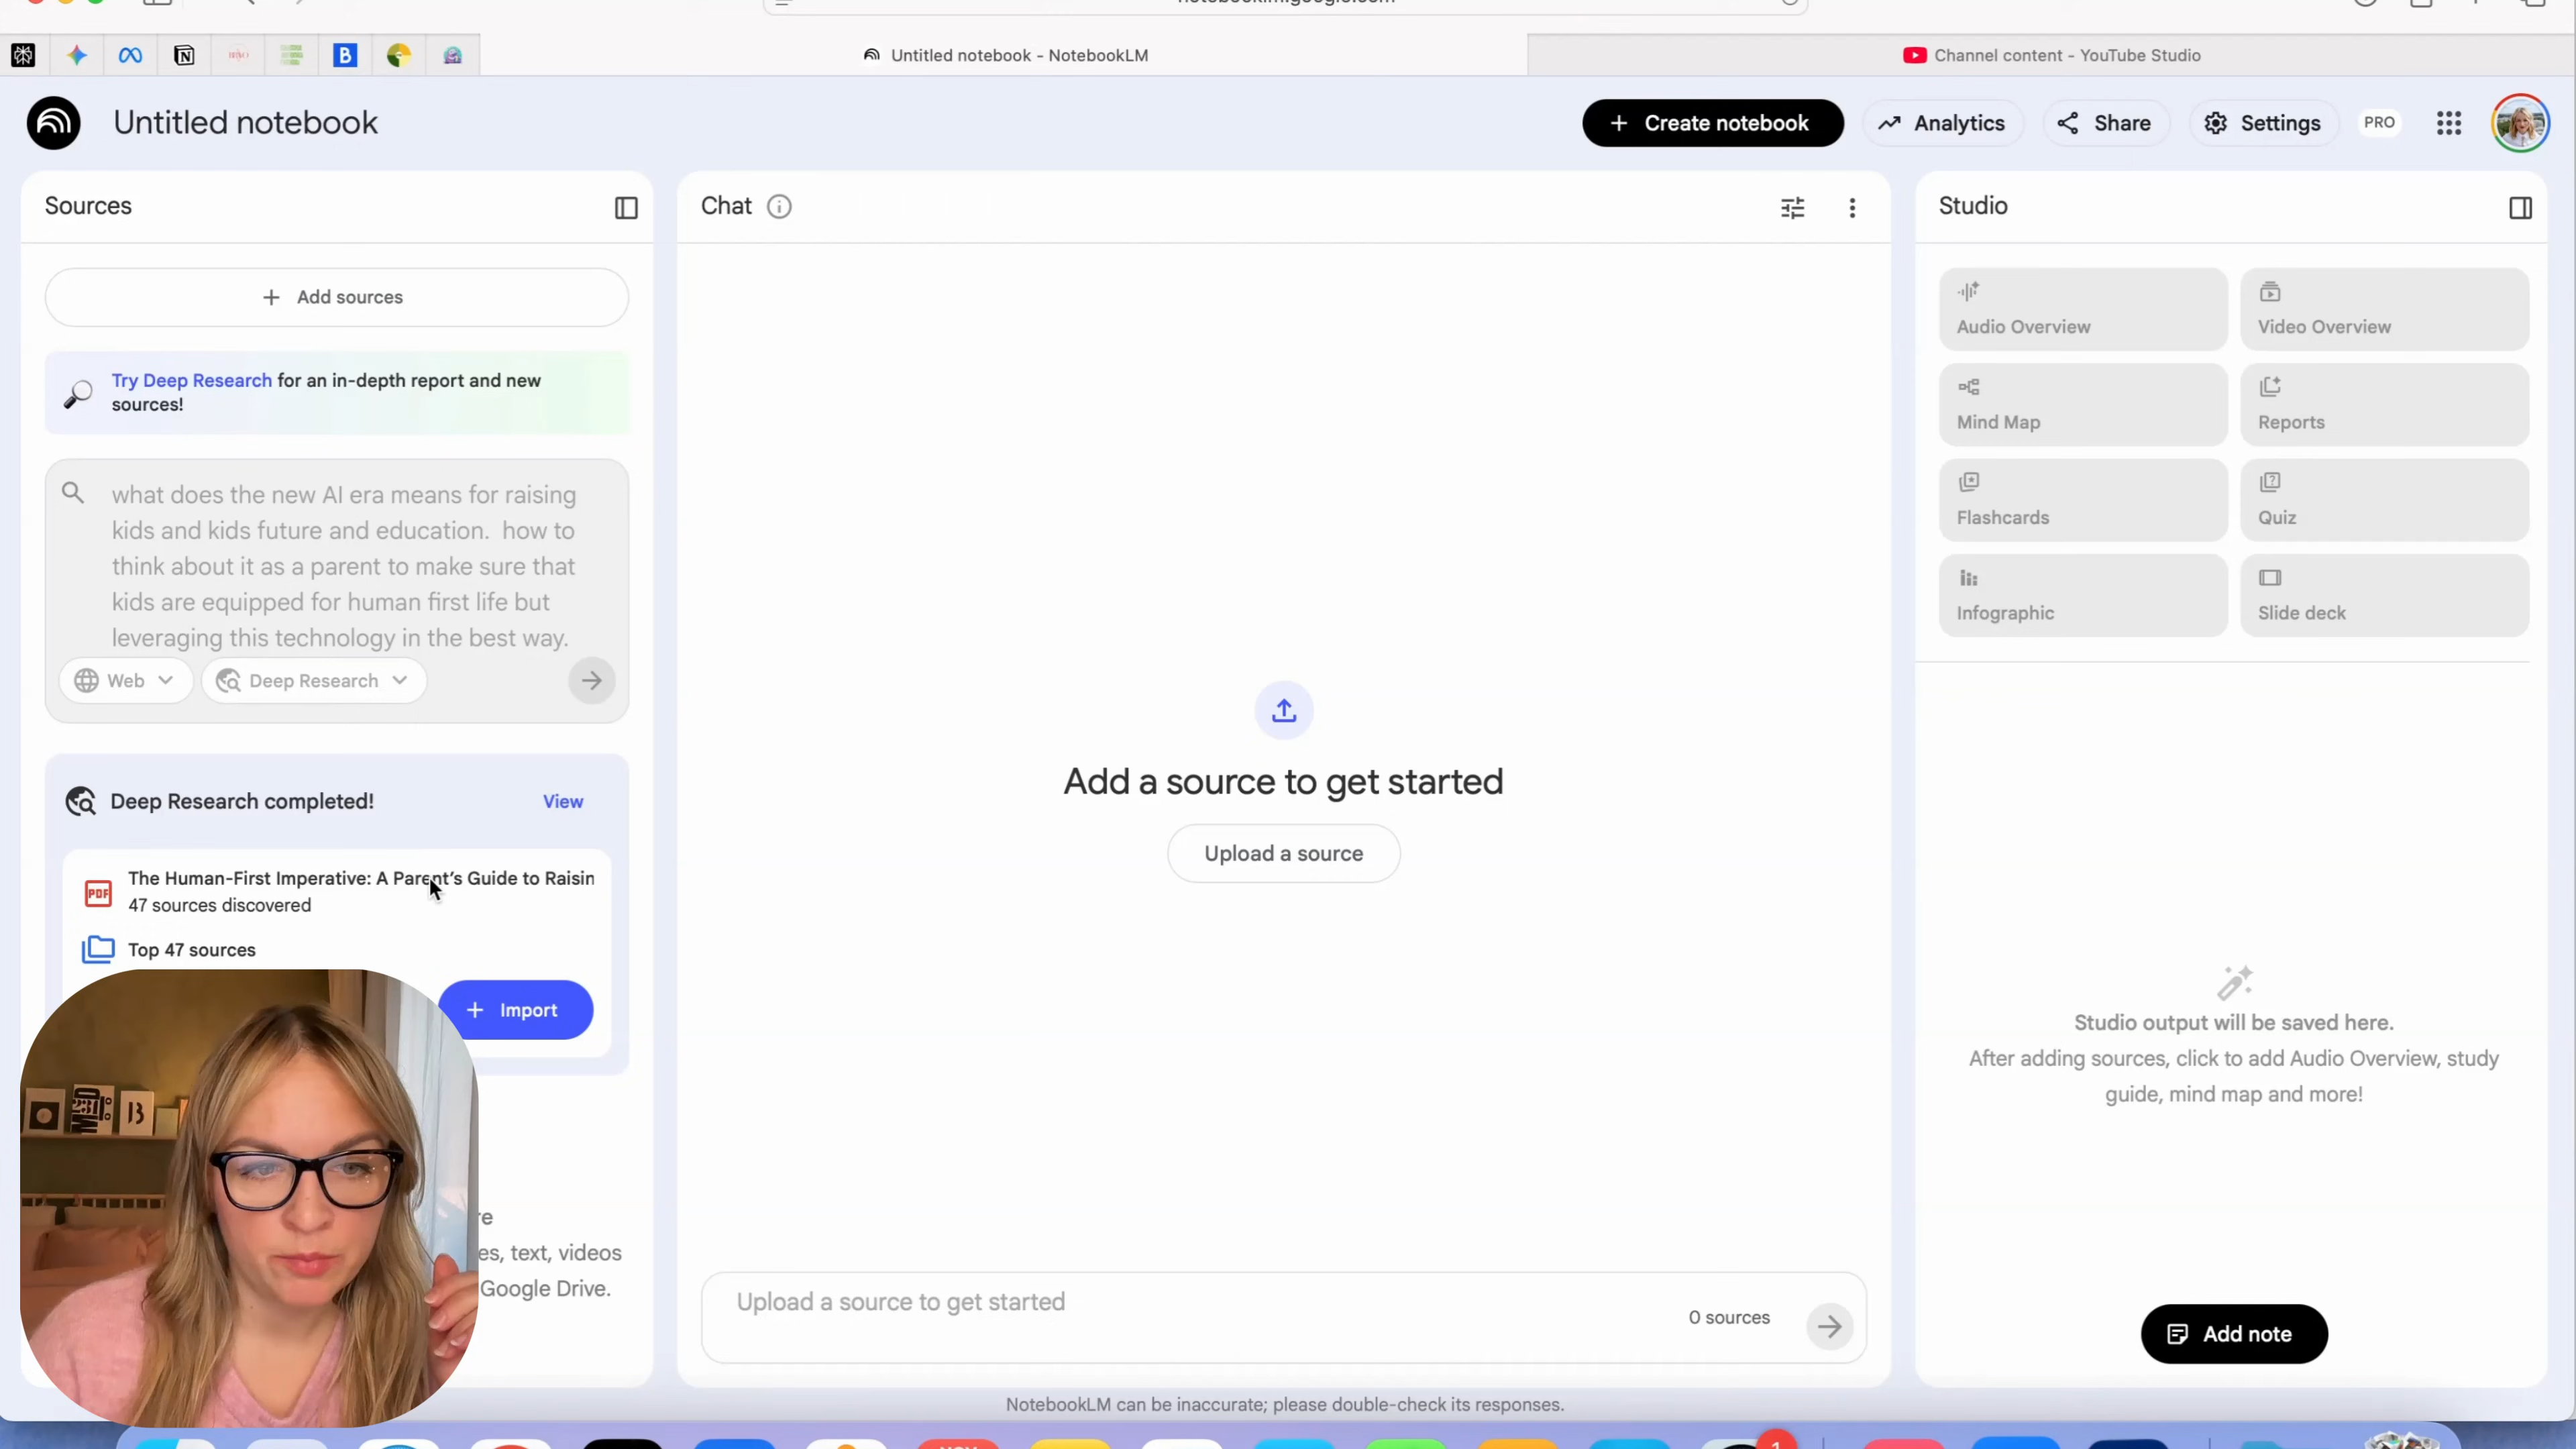 Untitled notebook - NotebookLM
Channel content - YouTube Studio
Untitled notebook
Create notebook
Analytics
Share
Settings
PRO
Sources
Add sources
Try Deep Research for an in-depth report and new
sources!
what does the new AI era means for raising
kids and kids future and education. how to
think about it as a parent to make sure that
kids are equipped for human first life but
leveraging this technology in the best way.
Web
Deep Research
Deep Research completed!
View
PDF
The Human-First Imperative: A Parent's Guide to Raisin
47 sources discovered
Top 47 sources
Import
es, text, videos
Google Drive.
Chat
Add a source to get started
Upload a source
Upload a source to get started
0 sources
NotebookLM can be inaccurate; please double-check its responses.
Studio
Audio Overview
Video Overview
Mind Map
Reports
Flashcards
Quiz
Infographic
Slide deck
Studio output will be saved here.
After adding sources, click to add Audio Overview, study
guide, mind map and more!
Add note